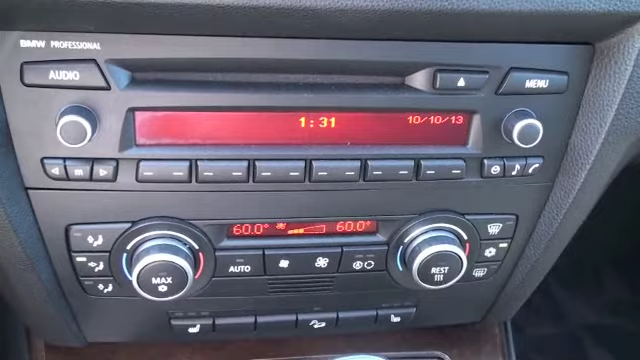 BMW PROFESSIONAL
AUDIO
MENU
1:31
10/10/13
60.0°
60.0°
MAX
AUTO
REST